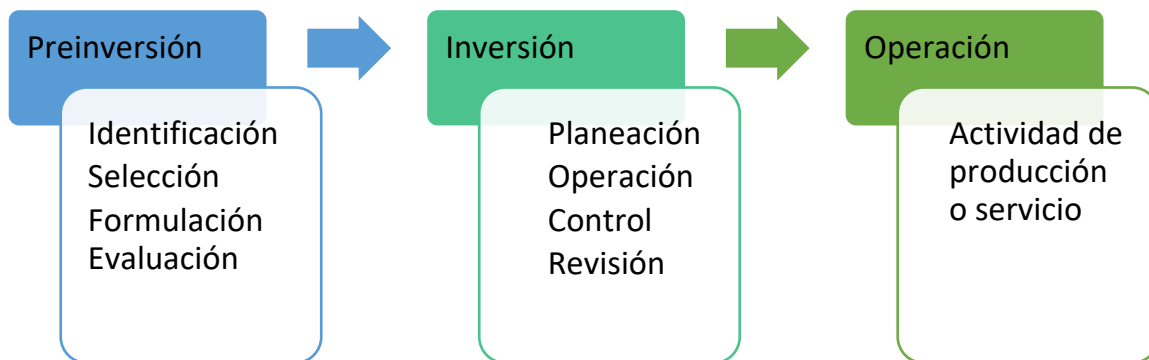 Preinversión
Identificación
Selección
Formulación
Evaluación
Inversión
Planeación
Operación
Control
Revisión
Operación
Actividad de
producción
o servicio